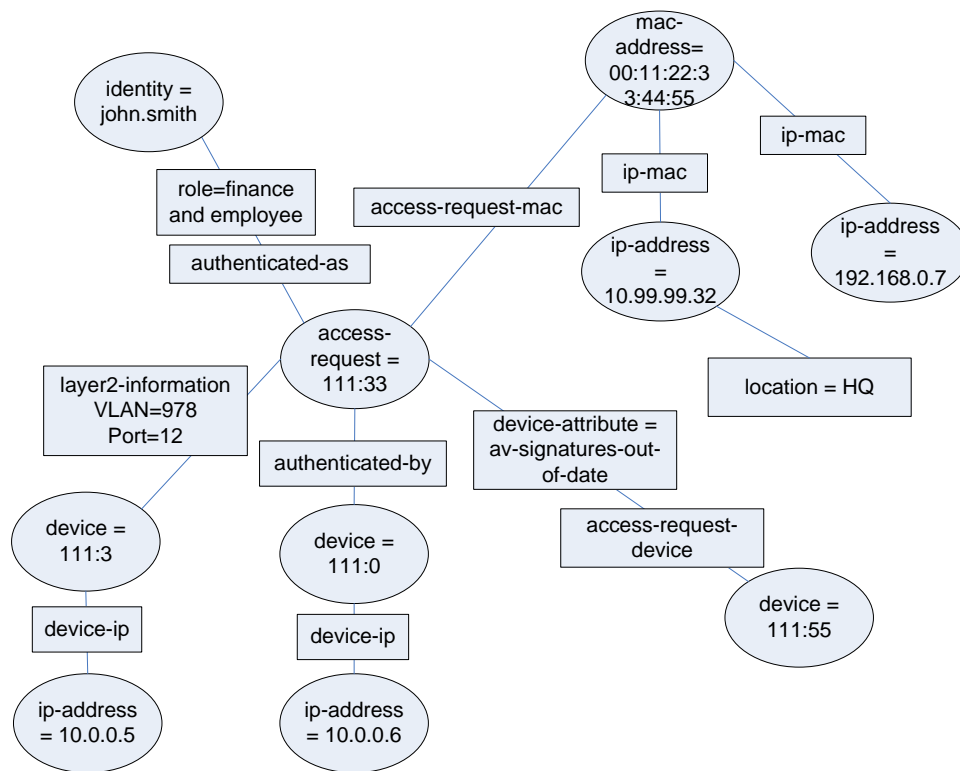 mac-
address=
00:11:22:3
3:44:55
identity =
john.smith
ip-mac
ip-mac
role=finance
and employee
access-request-mac
authenticated-as
ip-address
=
10.99.99.32
ip-address
=
192.168.0.7
access-
request =
111:33
layer2-information
VLAN=978
Port=12
location = HQ
device-attribute =
av-signatures-out-
of-date
authenticated-by
device =
111:3
device =
111:0
access-request-
device
device =
111:55
device-ip
device-ip
ip-address
= 10.0.0.5
ip-address
= 10.0.0.6